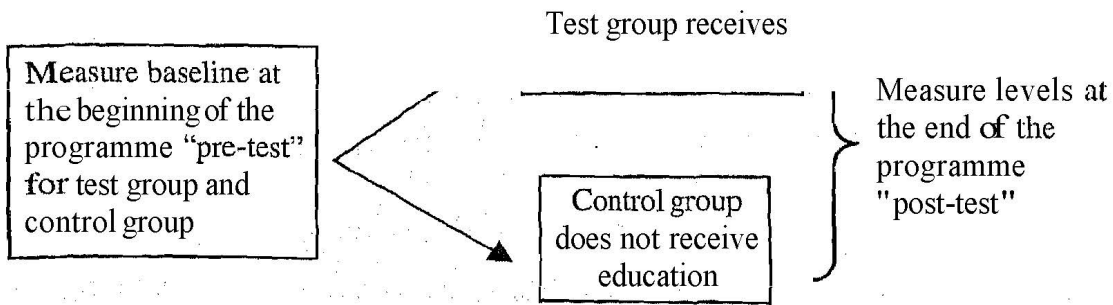 Measure baseline at
the beginning of the
programme “pre-test”
for test group and
control group
Test group receives
Control group
does not receive
education
Measure levels at
the end of the
programme
"post-test"